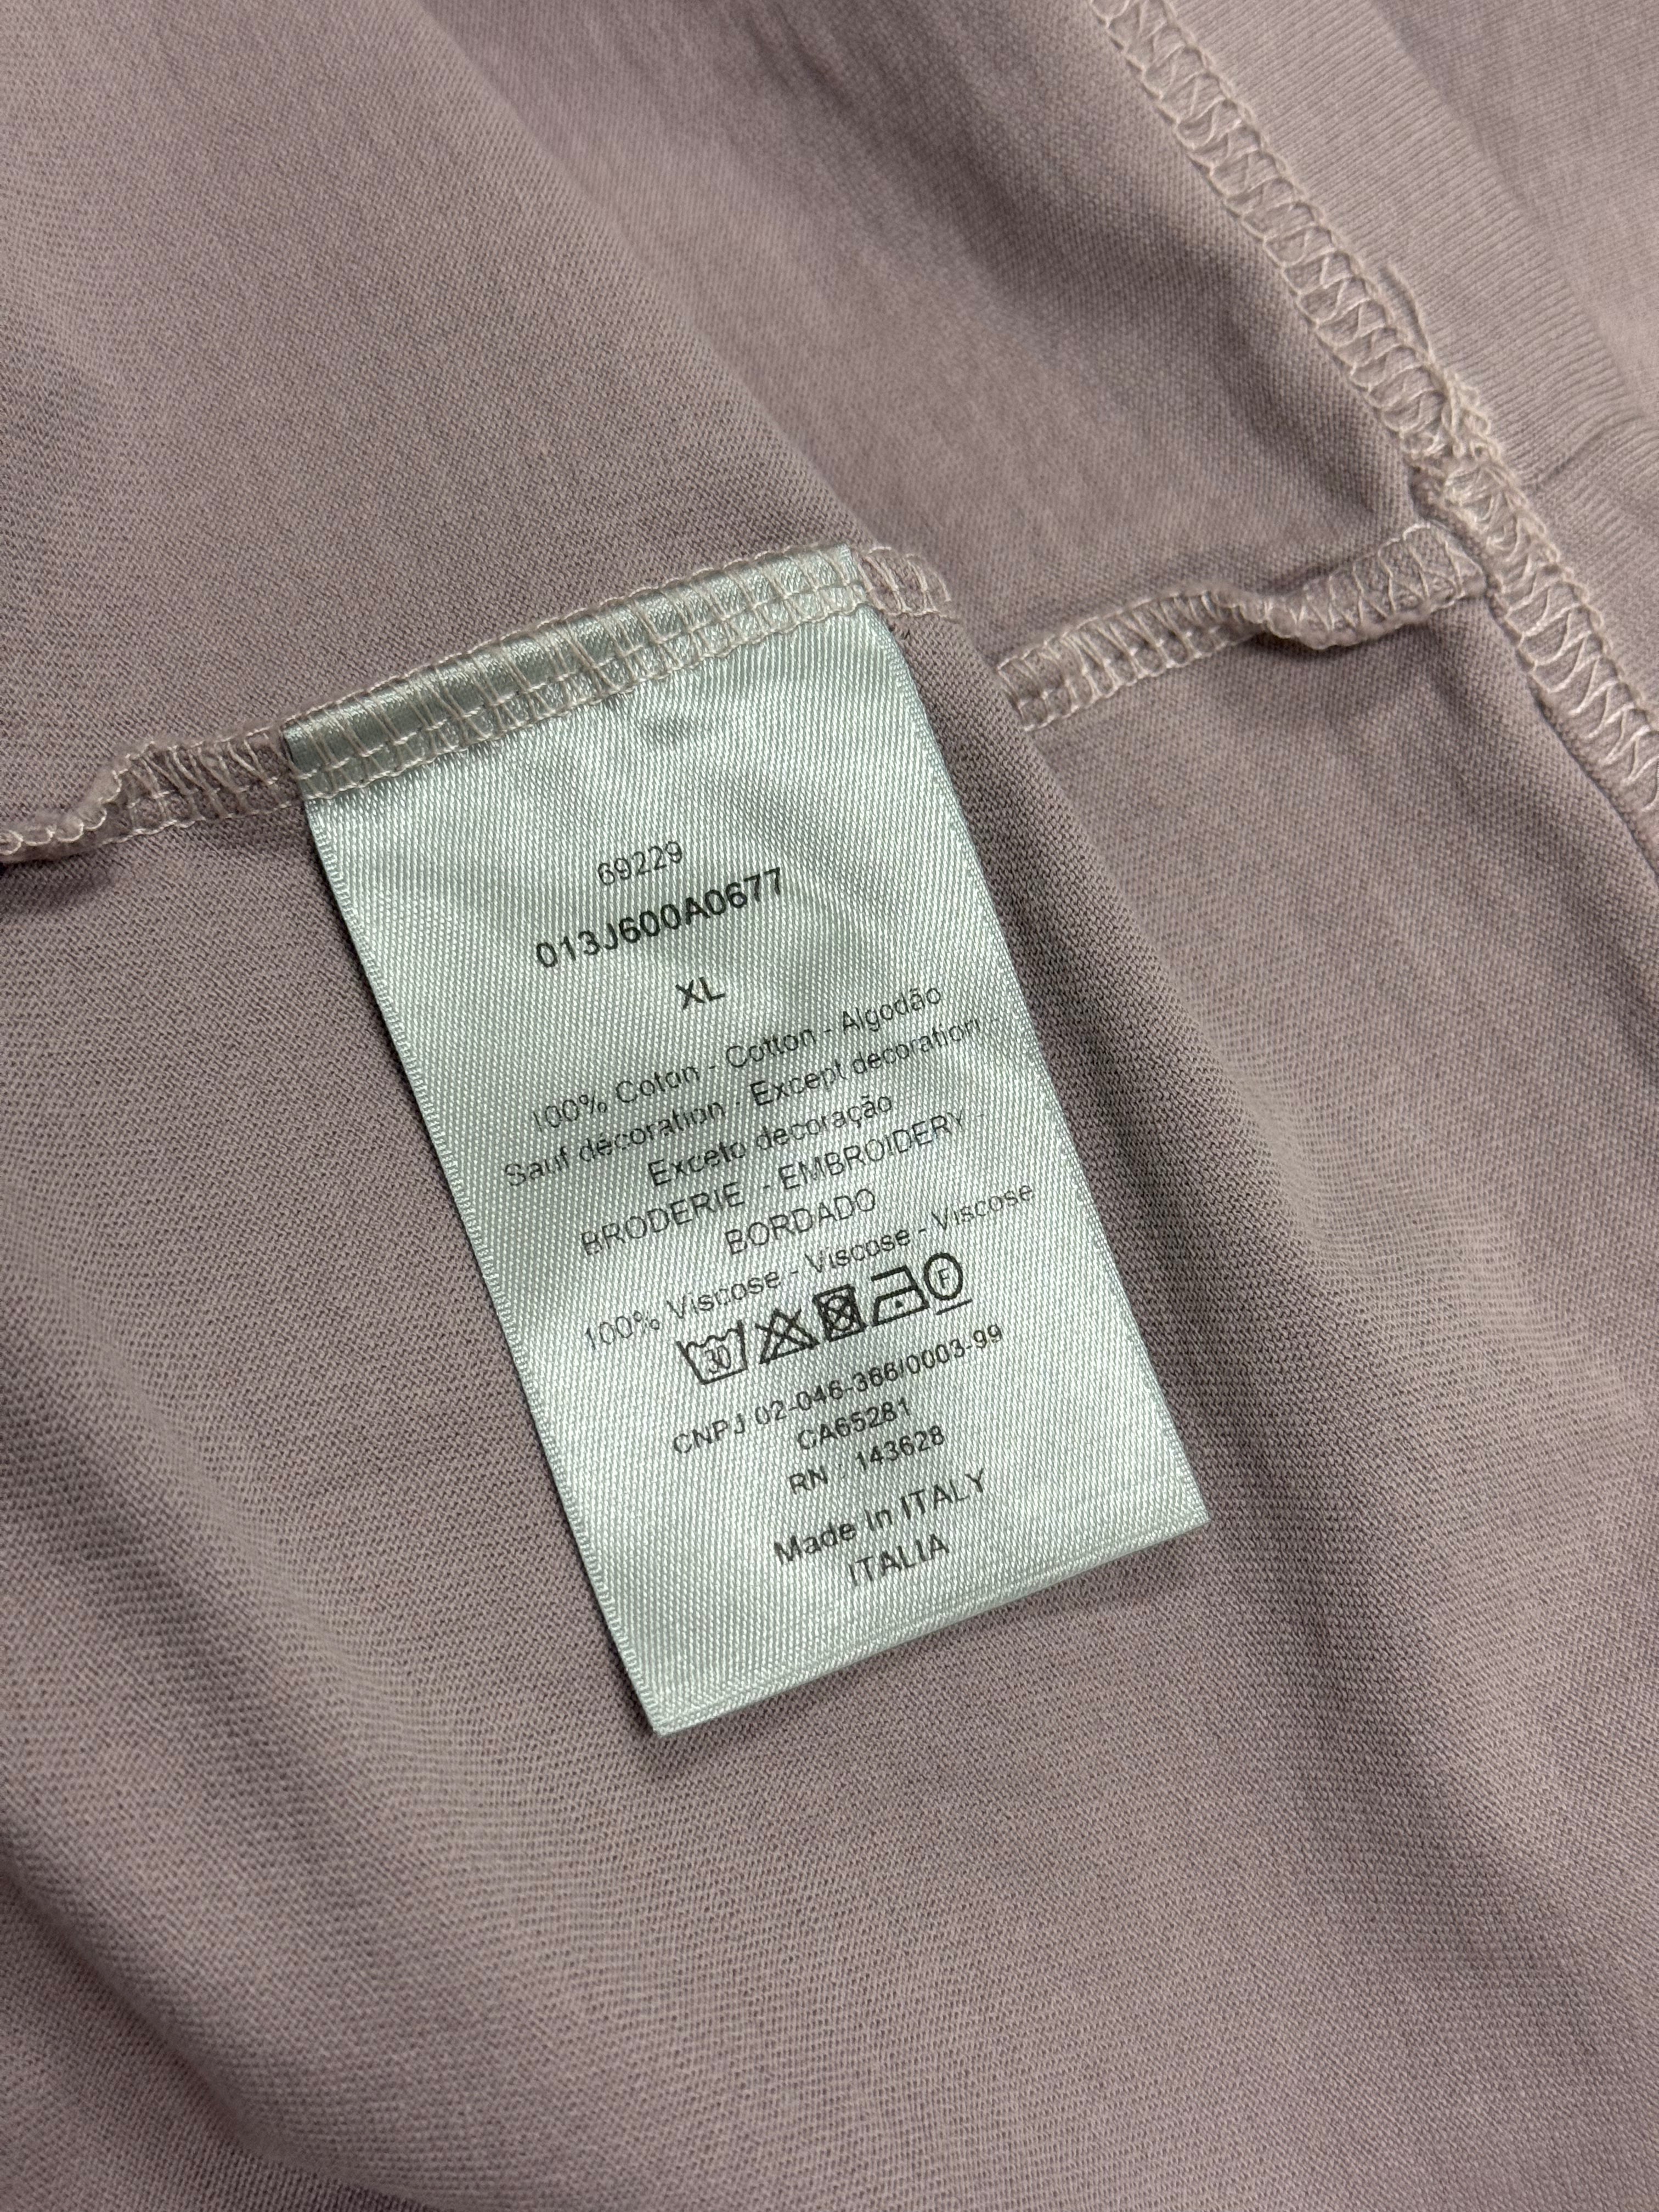 69229
013J600A0677
XL
100% Coton - Cotton - Algodão
Sauf décoration - Except decoration -
Exceto decoração
BRODERIE - EMBROIDERY -
BORDADO
100% Viscose - Viscose - Viscose
30 F
CNPJ 02-046-366/0003-99
CA65281
RN : 143628
Made In ITALY
ITALIA